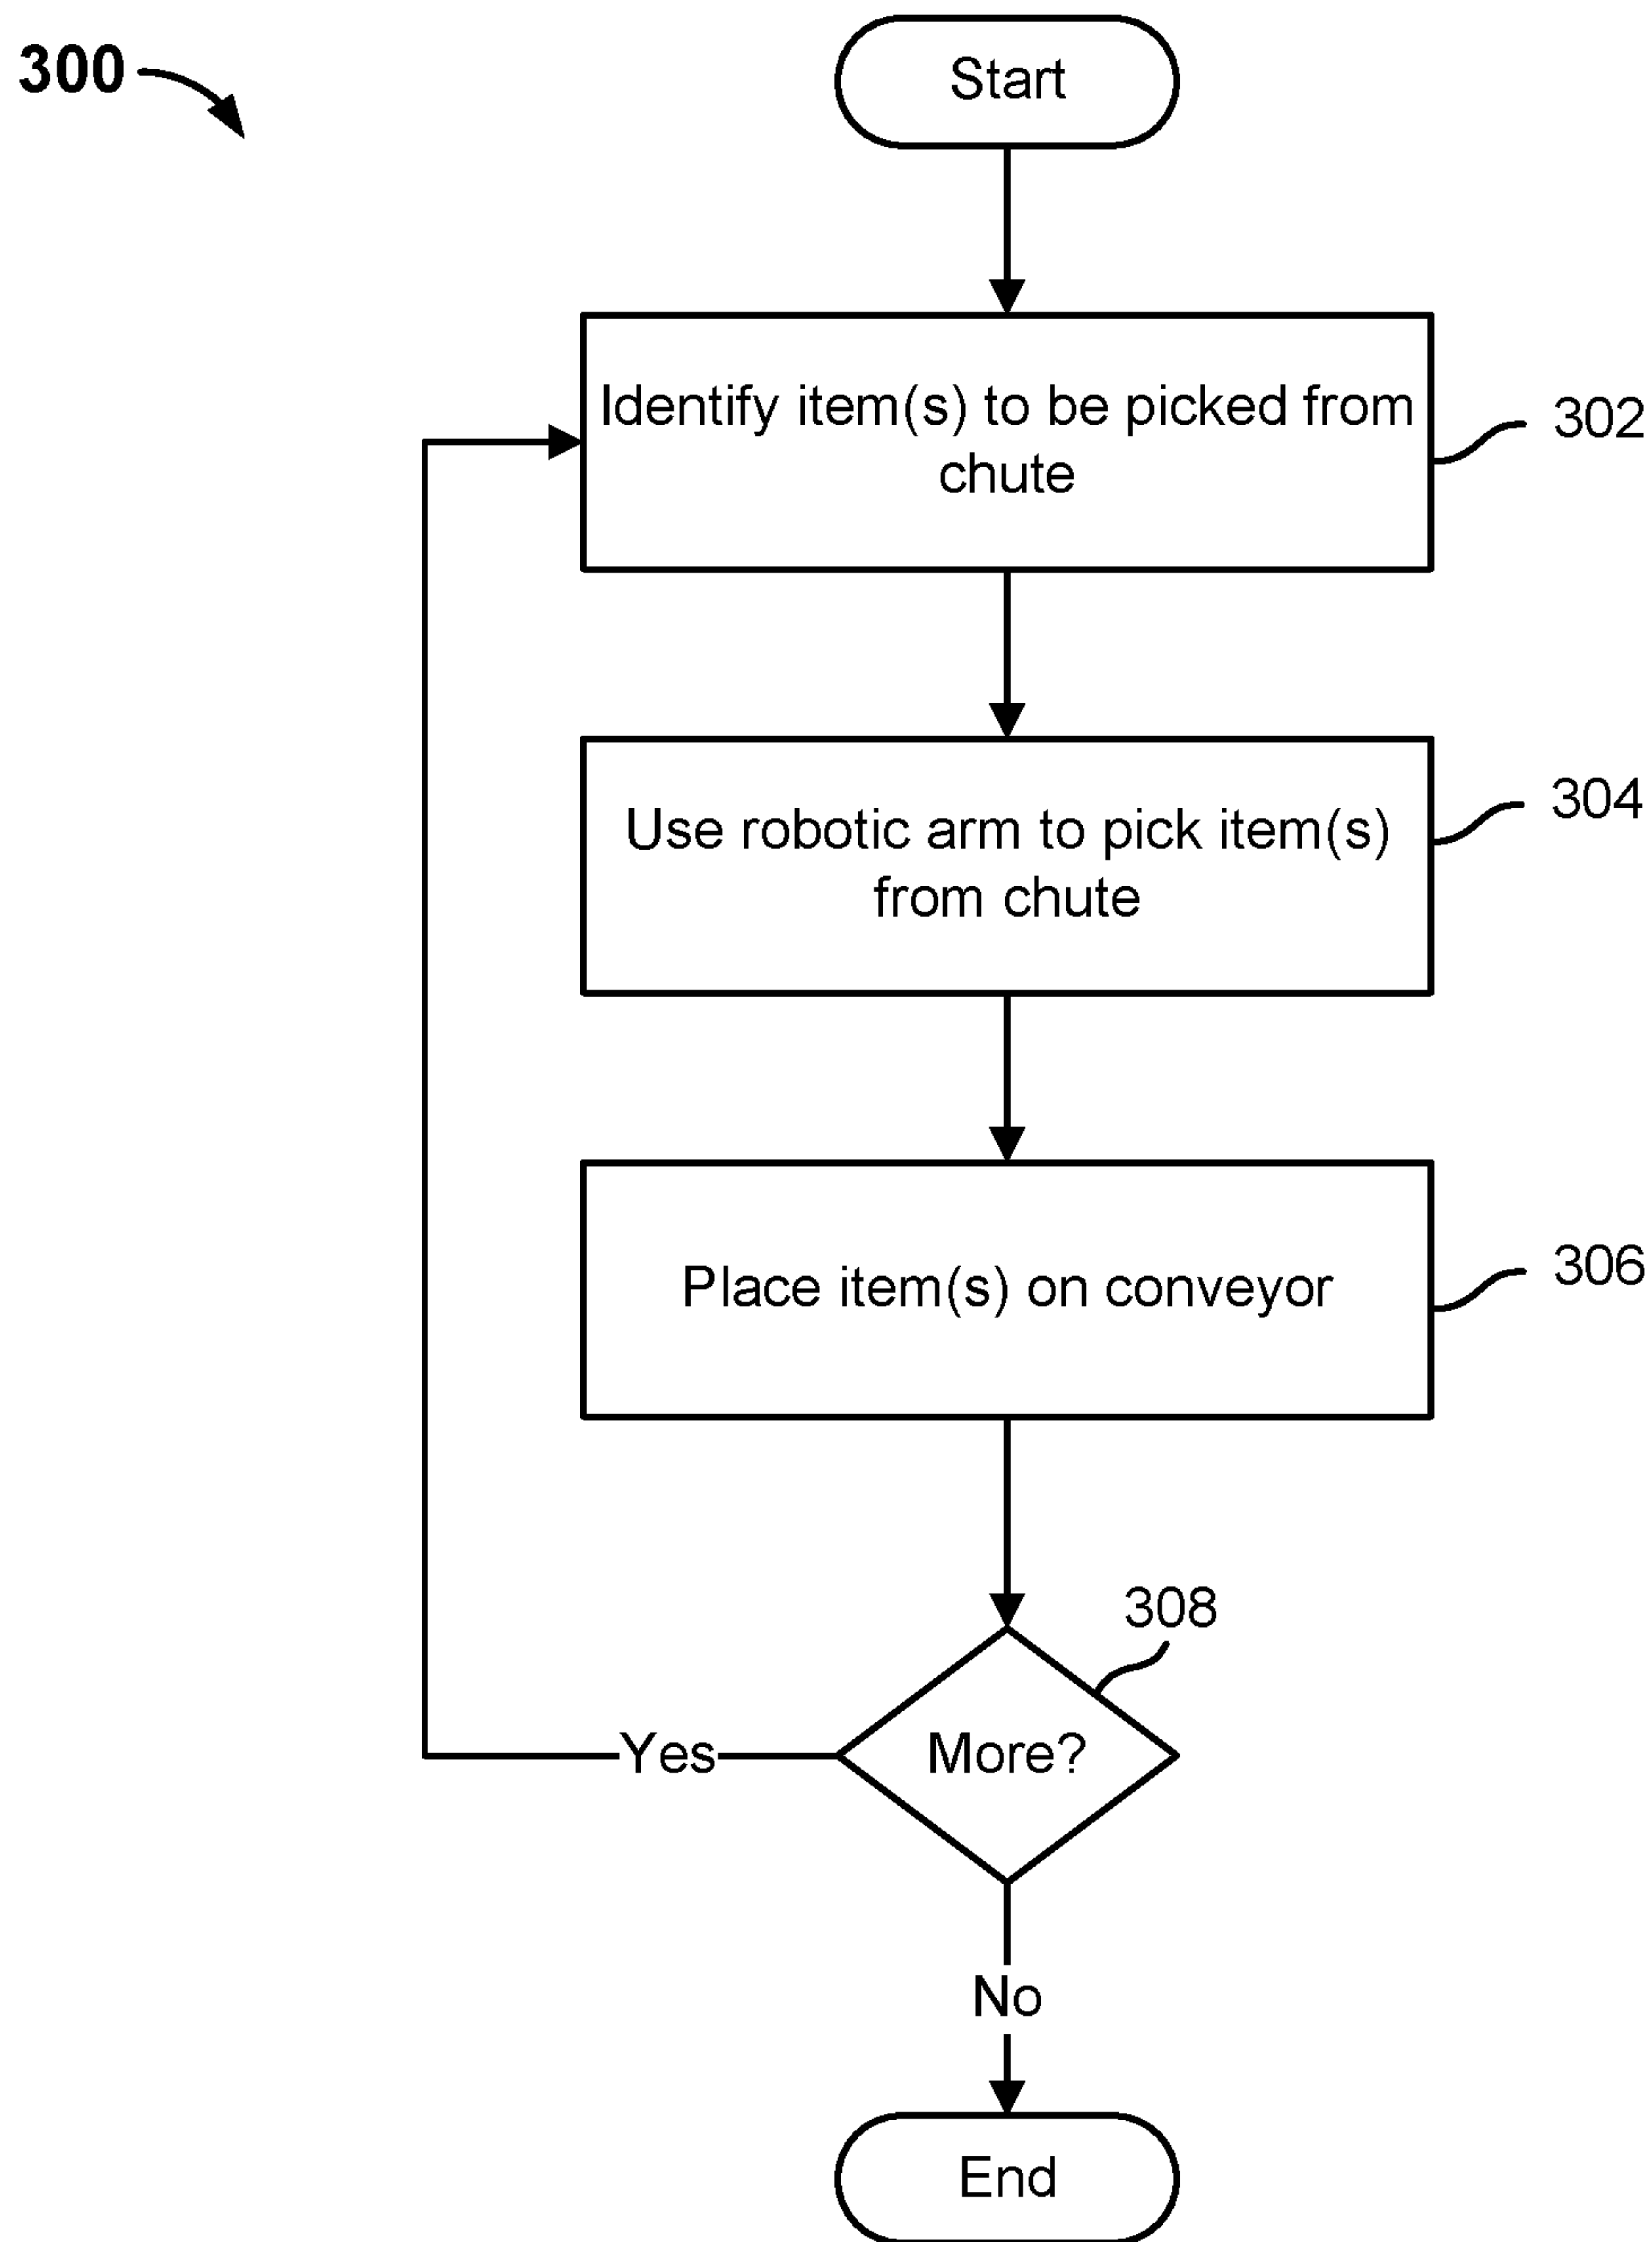 300
Start
Identify item(s) to be picked from
chute
302
Use robotic arm to pick item(s)
from chute
304
Place item(s) on conveyor
306
308
More?
Yes
No
End